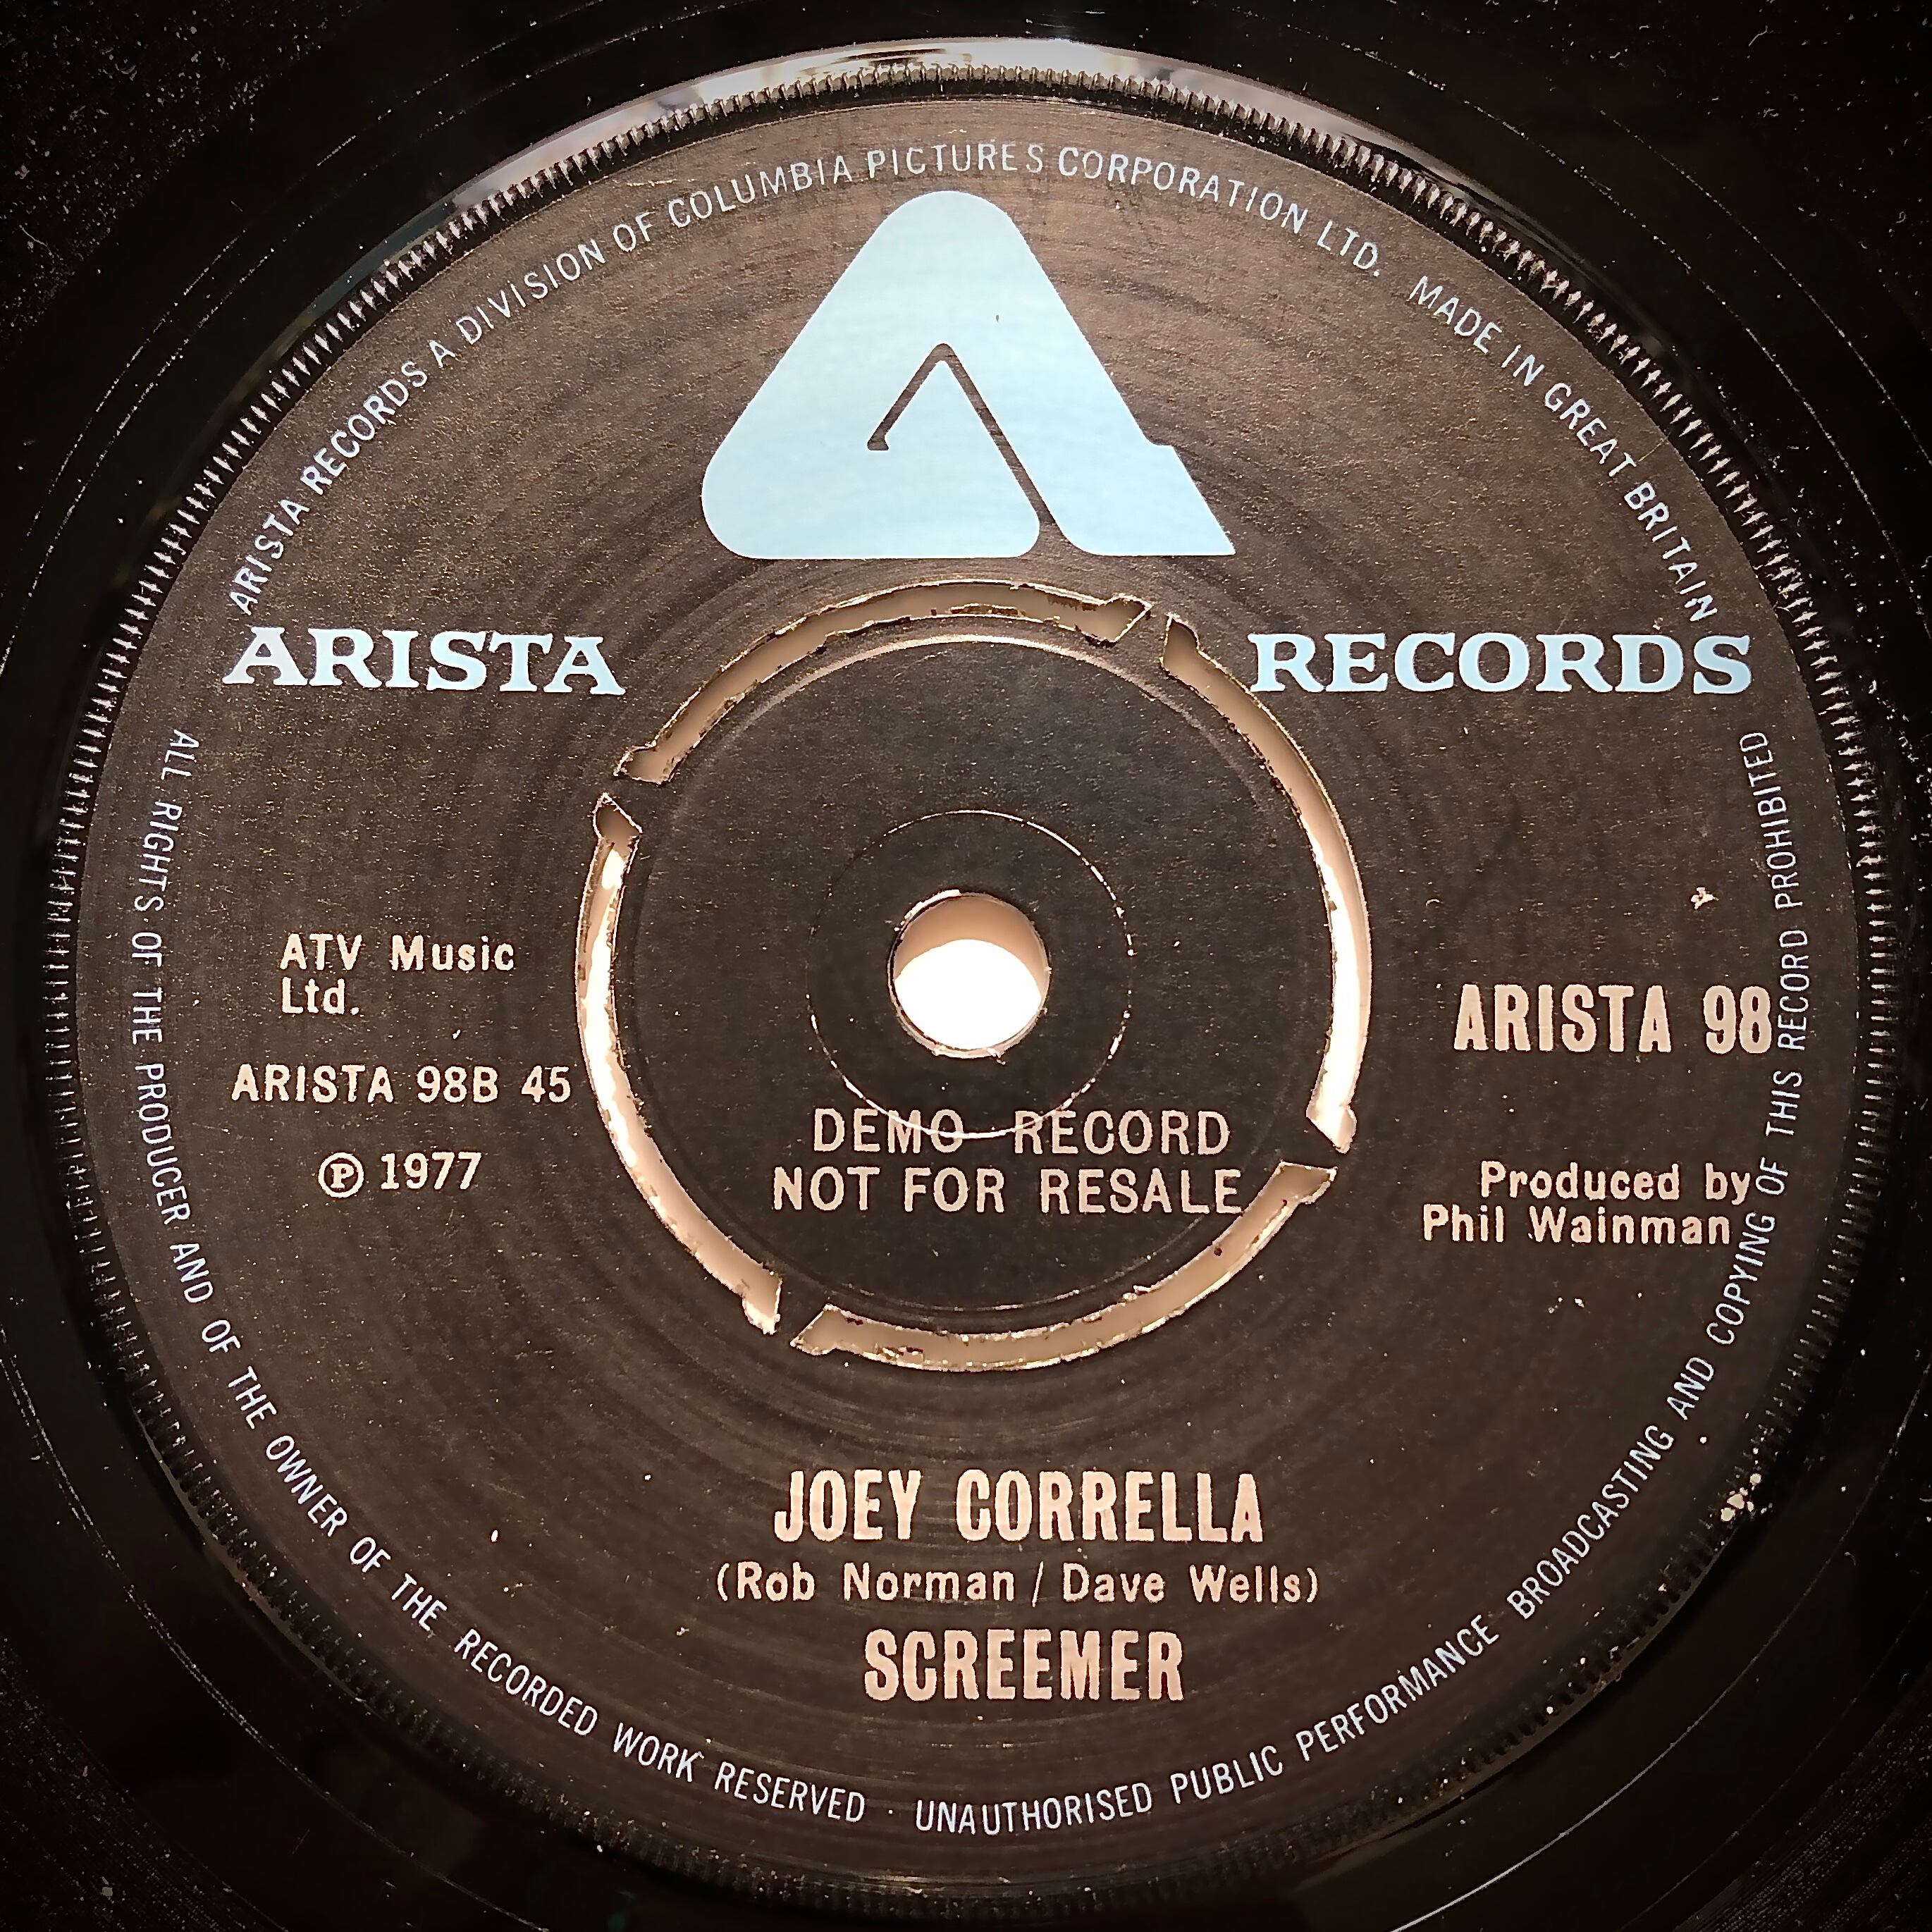 ARISTA RECORDS A DIVISION OF COLUMBIA PICTURES CORPORATION LTD. MADE IN GREAT BRITAIN
ARISTA RECORDS
ATV Music
Ltd.
ARISTA 98B 45
Ⓟ 1977
DEMO RECORD
NOT FOR RESALE
ARISTA 98
Produced by
Phil Wainman
JOEY CORRELLA
(Rob Norman / Dave Wells)
SCREEMER
ALL RIGHTS OF THE PRODUCER AND OF THE OWNER OF THE RECORDED WORK RESERVED · UNAUTHORISED PUBLIC PERFORMANCE BROADCASTING AND COPYING OF THIS RECORD PROHIBITED